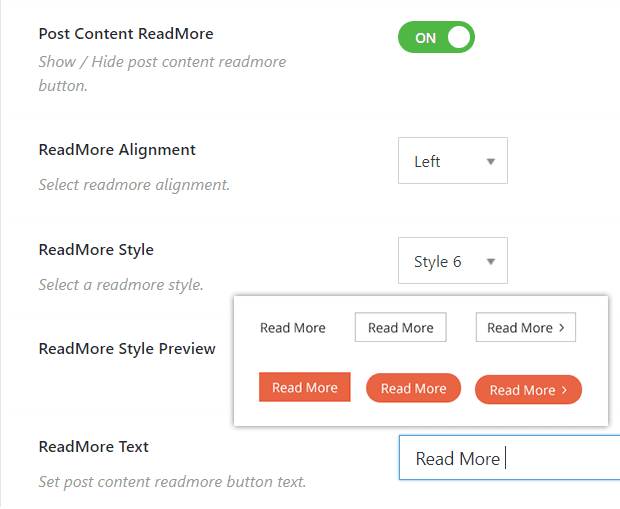 Post Content ReadMore
ON
Show / Hide post content readmore
button.
ReadMore Alignment
Left
Select readmore alignment.
ReadMore Style
Style 6
Select a readmore style.
ReadMore Style Preview
Read More
Read More
Read More >
Read More
Read More
Read More >
ReadMore Text
Read More
Set post content readmore button text.